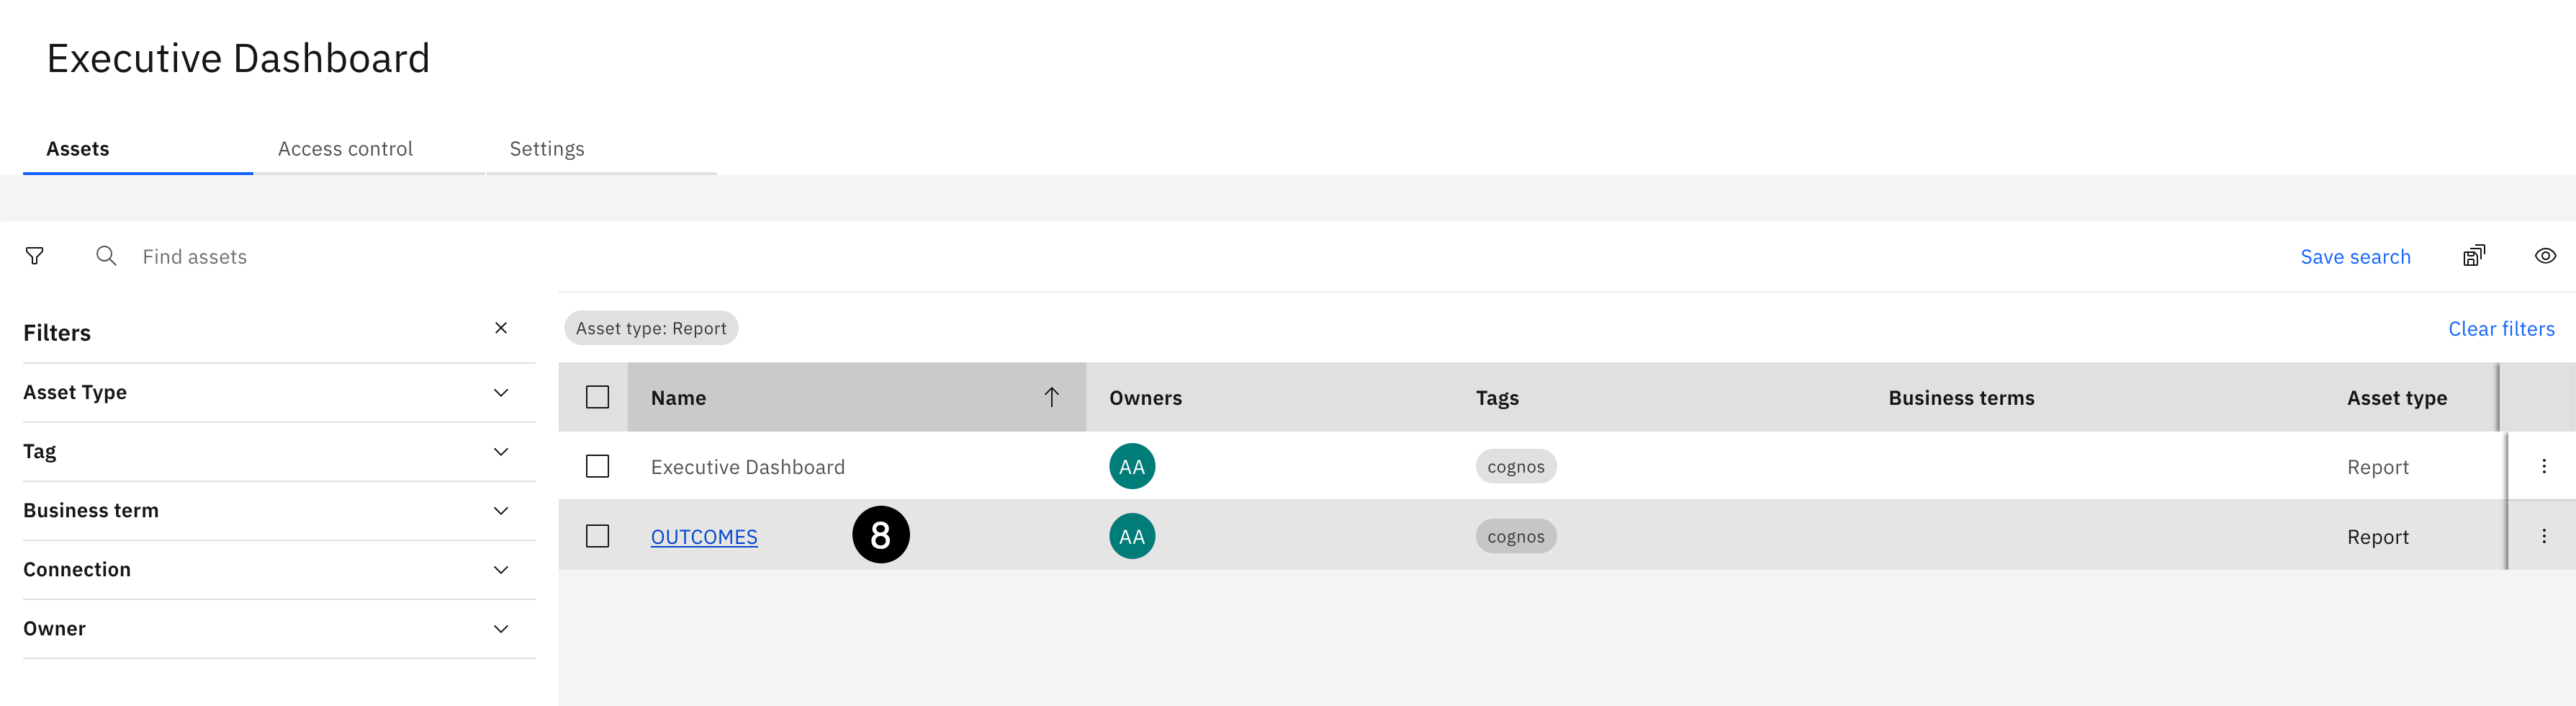 Executive Dashboard
Assets Access control Settings
Find assets Save search
Filters Asset type: Report Clear filters
Asset Type
Tag
Business term
Connection
Owner
Name Owners Tags Business terms Asset type
Executive Dashboard AA cognos Report
OUTCOMES 8 AA cognos Report